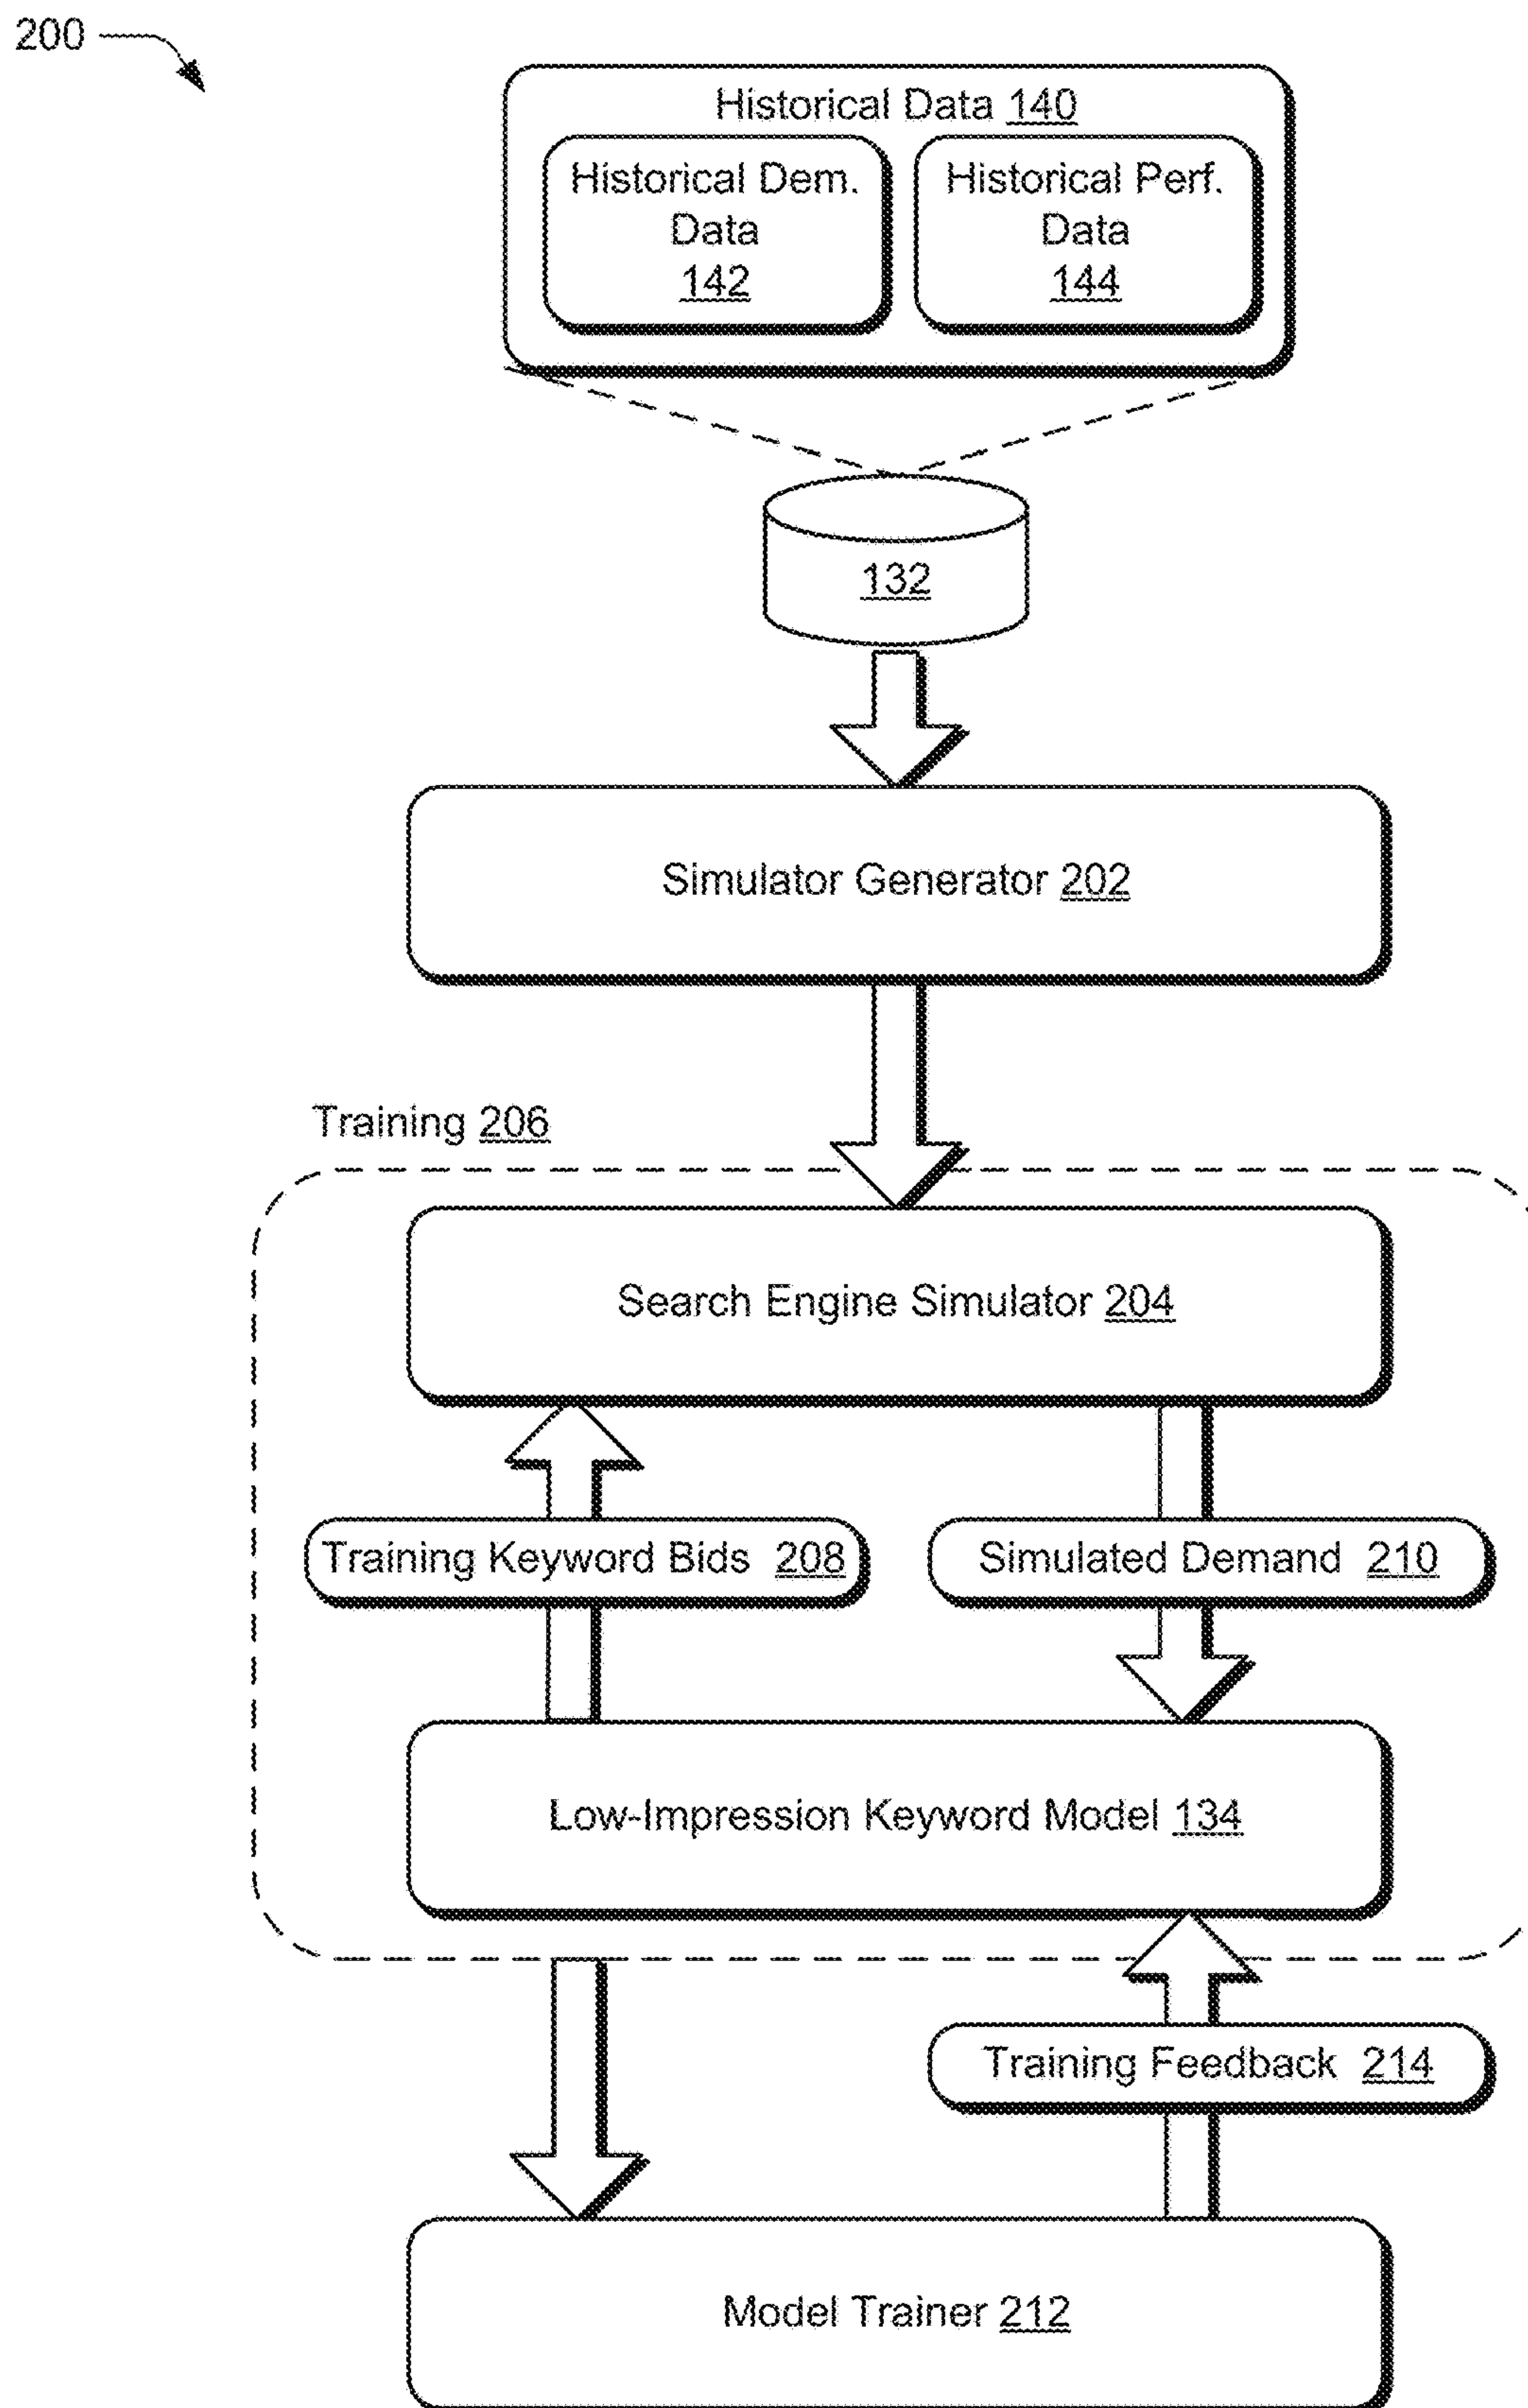 200
Historical Data 140
Historical Dem.
Data
142
Historical Perf.
Data
144
132
Simulator Generator 202
Training 206
Search Engine Simulator 204
Training Keyword Bids 208
Simulated Demand 210
Low-Impression Keyword Model 134
Training Feedback 214
Model Trainer 212